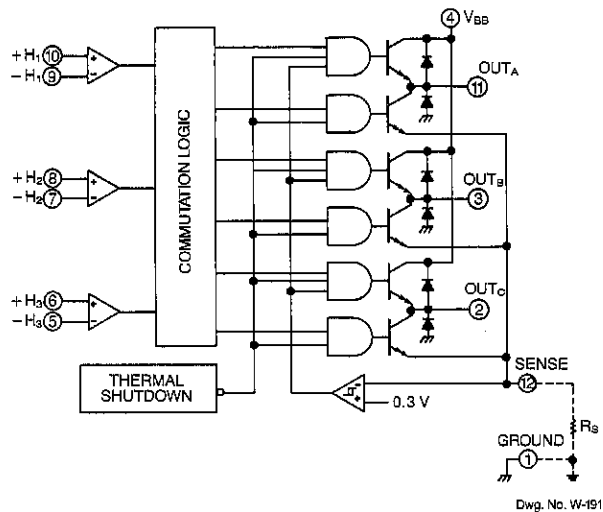 4 VBB
+H1 10
−H1 9
OUTA
11
+H2 8
−H2 7
COMMUTATION LOGIC
OUTB
3
+H3 6
−H3 5
OUTC
2
THERMAL
SHUTDOWN
SENSE
12
0.3 V
RS
GROUND
1
Dwg. No. W-191